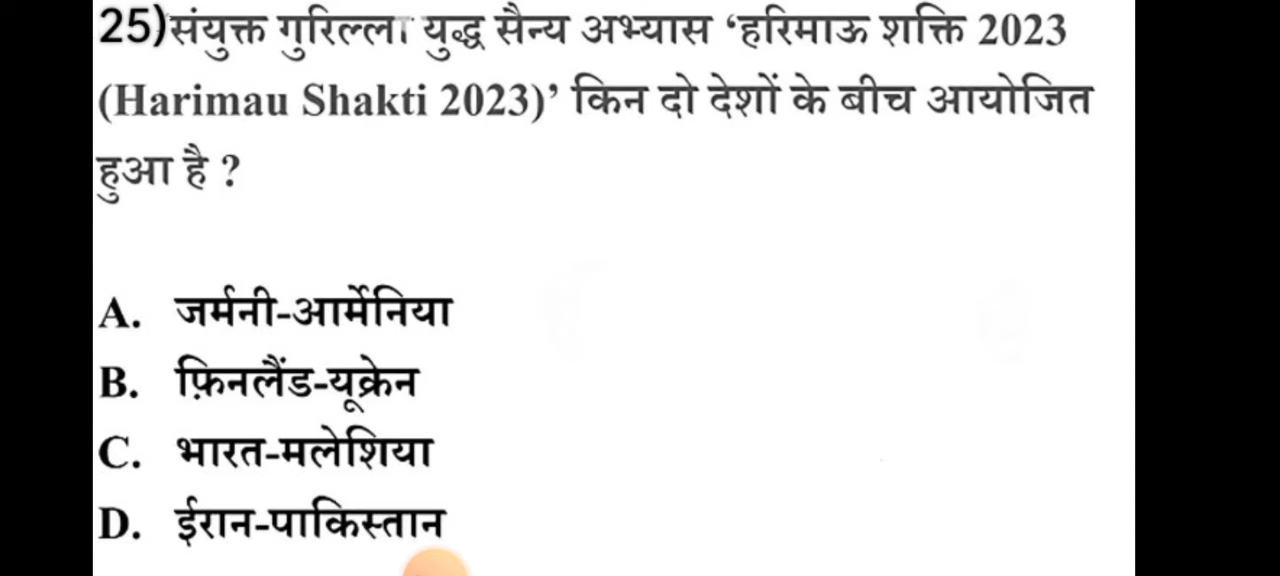 25)संयुक्त गुरिल्ला युद्ध सैन्य अभ्यास ‘हरिमाऊ शक्ति 2023
(Harimau Shakti 2023)’ किन दो देशों के बीच आयोजित
हुआ है ?
A. जर्मनी-आर्मेनिया
B. फ़िनलैंड-यूक्रेन
C. भारत-मलेशिया
D. ईरान-पाकिस्तान